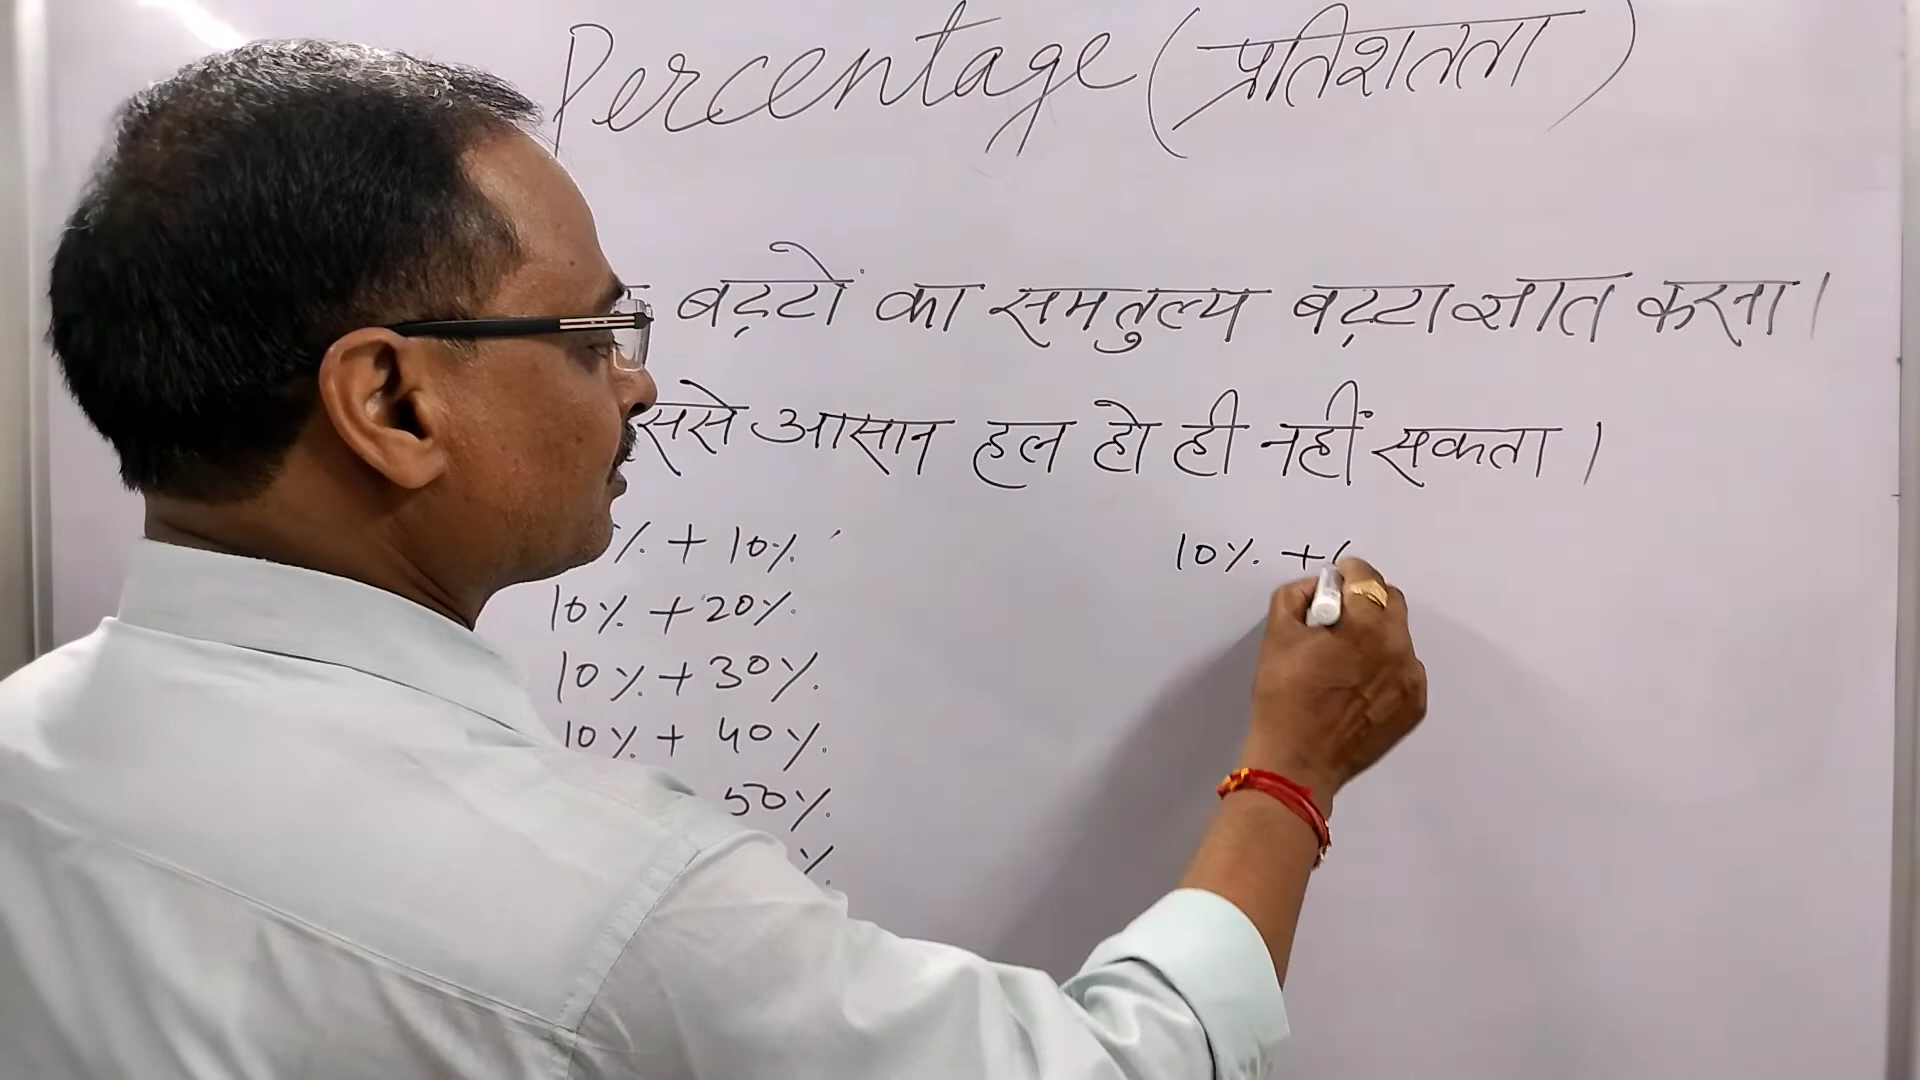 Percentage (प्रतिशतता)
बट्टों का समतुल्य बट्टा ज्ञात करना।
आसान हल हो ही नहीं सकता।
% + 10%
10% + 20%
10% + 30%
10% + 40%
50%
%
10% +